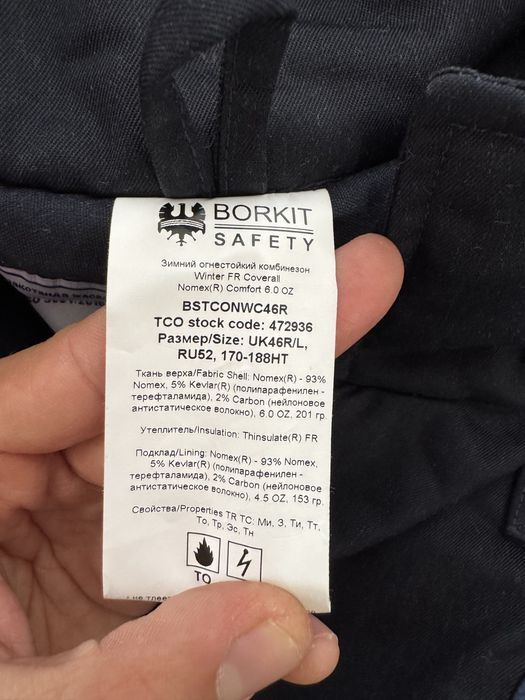 BORKIT
SAFETY
Зимний огнестойкий комбинезон
Winter FR Coverall
Nomex(R) Comfort 6.0 OZ
BSTCONWC46R
TCO stock code: 472936
Размер/Size: UK46R/L,
RU52, 170-188HT
Ткань верха/Fabric Shell: Nomex(R) - 93%
Nomex, 5% Kevlar(R) (полипарафенилен -
терефталамида), 2% Carbon (нейлоновое
антистатическое волокно), 6.0 OZ, 201 гр.
Утеплитель/Insulation: Thinsulate(R) FR
Подклад/Lining: Nomex(R) - 93% Nomex,
5% Kevlar(R) (полипарафенилен -
терефталамида), 2% Carbon (нейлоновое
антистатическое волокно), 4.5 OZ, 153 гр.
Свойства/Properties TR TC: Ми, З, Ти, Тт,
То, Тр, Эс, Тн
ТО